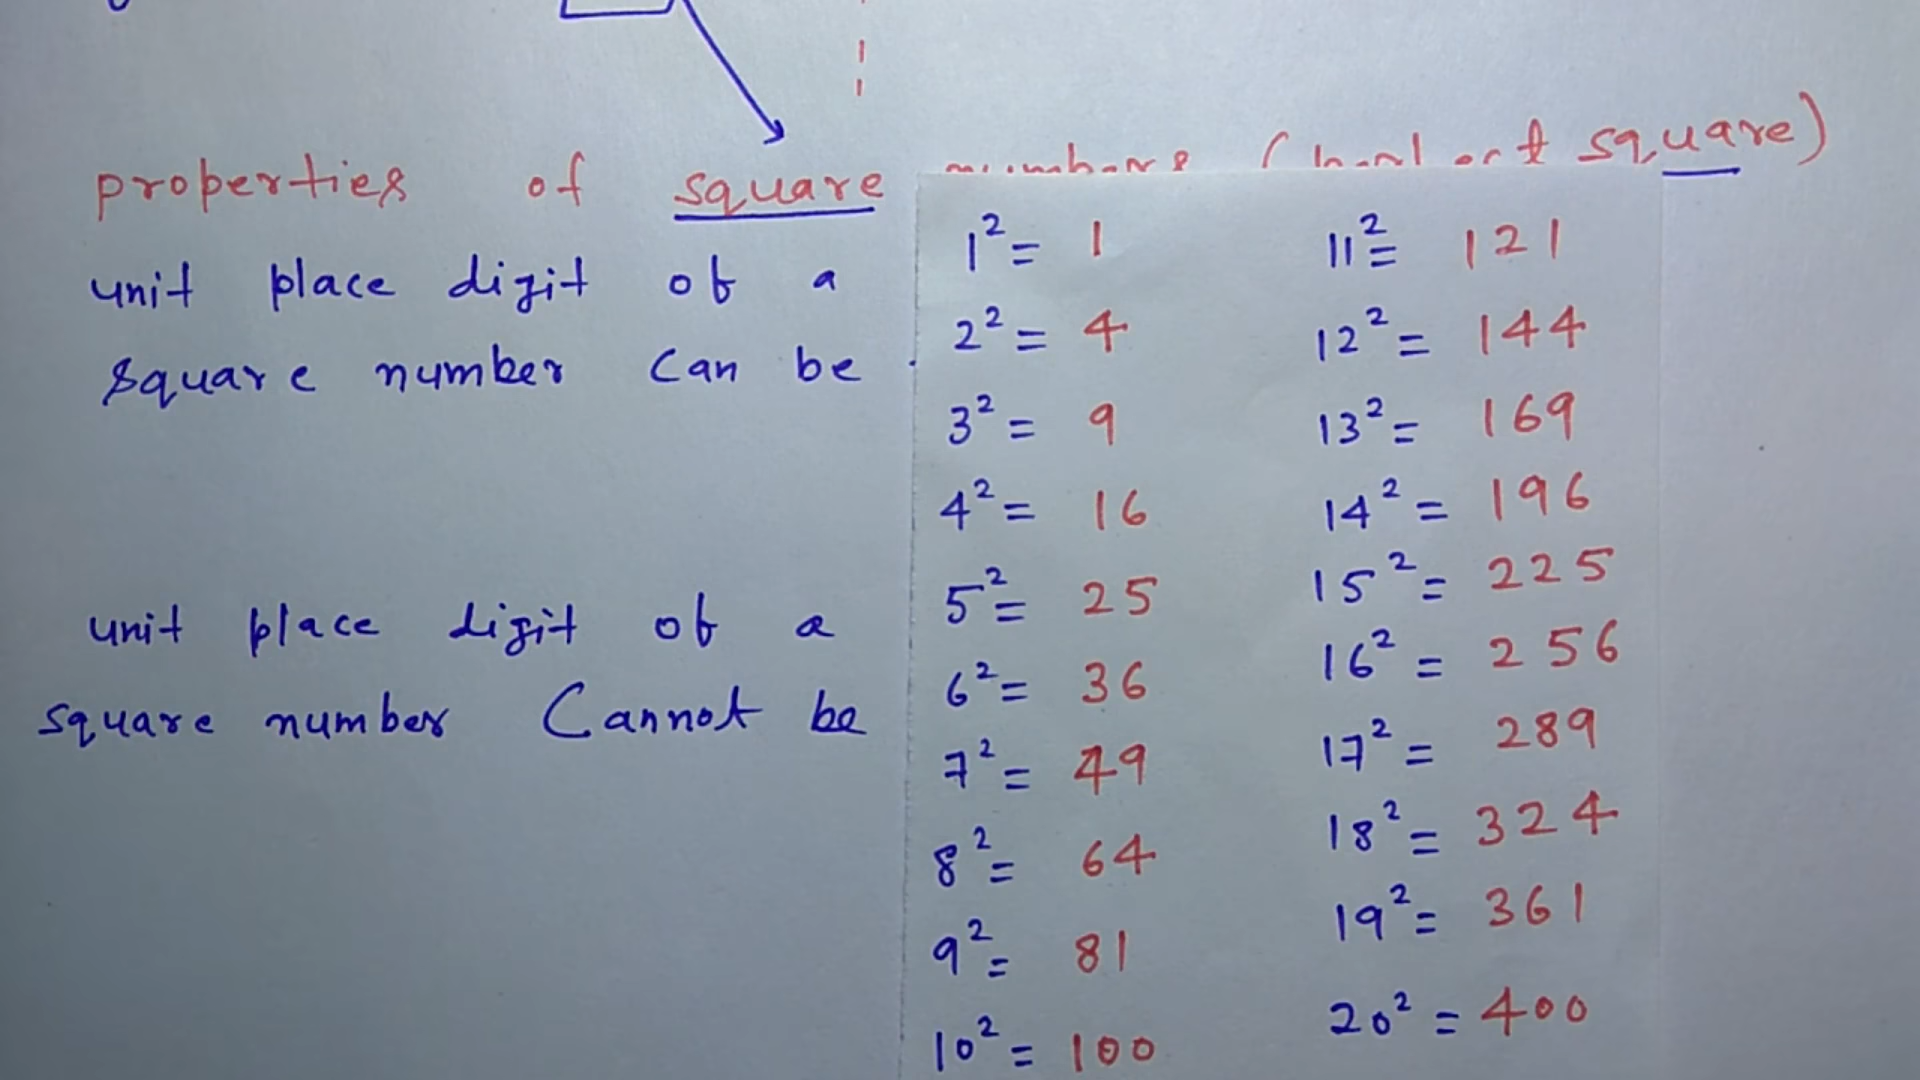 properties of square square)
unit place digit of a
square number can be
unit place digit of a
square number Cannot be
1² = 1
2² = 4
3² = 9
4² = 16
5² = 25
6² = 36
7² = 49
8² = 64
9² = 81
10² = 100
11² = 121
12² = 144
13² = 169
14² = 196
15² = 225
16² = 256
17² = 289
18² = 324
19² = 361
20² = 400